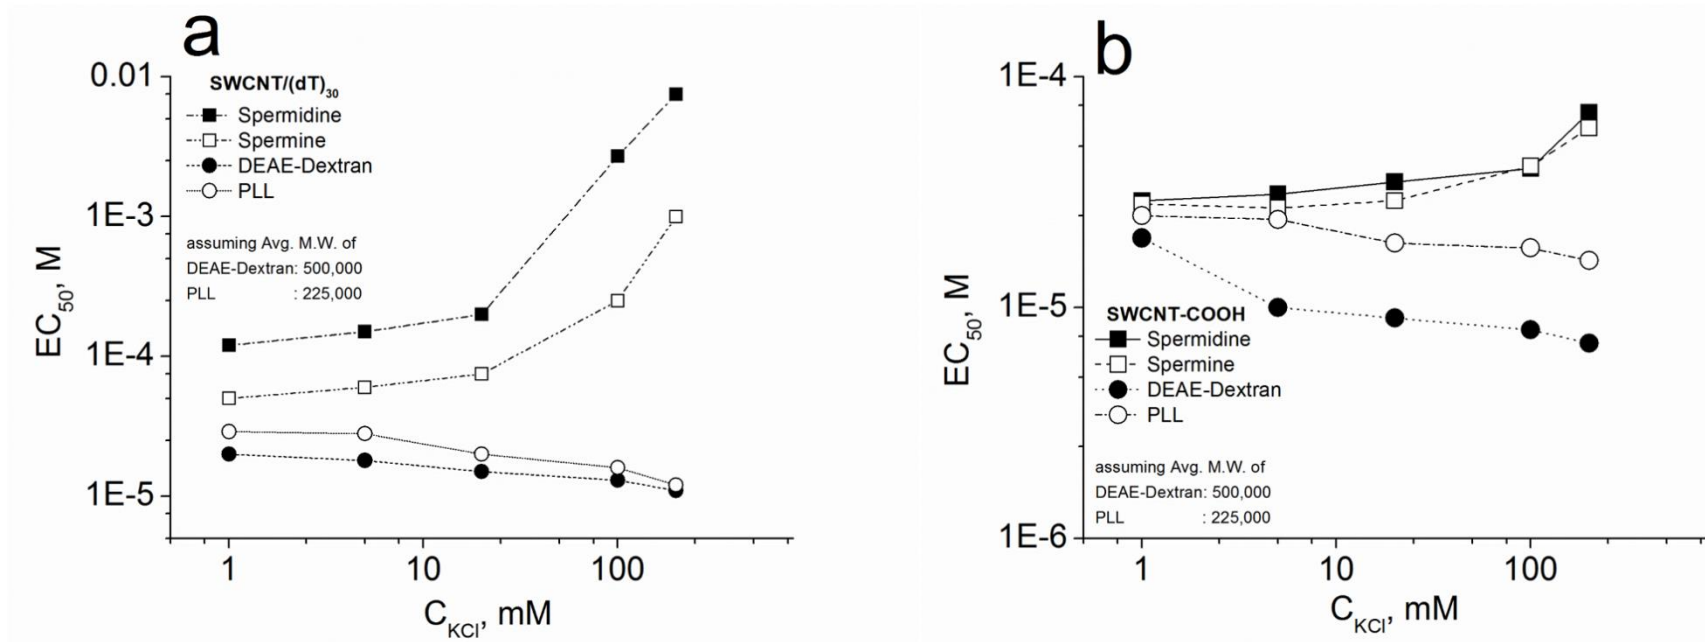 a
0.01
1E-3
1E-4
1E-5
EC50, M
SWCNT/(dT)30
Spermidine
Spermine
DEAE-Dextran
PLL
assuming Avg. M.W. of
DEAE-Dextran: 500,000
PLL : 225,000
1 10 100
CKCl, mM
b
1E-4
1E-5
1E-6
EC50, M
SWCNT-COOH
Spermidine
Spermine
DEAE-Dextran
PLL
assuming Avg. M.W. of
DEAE-Dextran: 500,000
PLL : 225,000
1 10 100
CKCl, mM